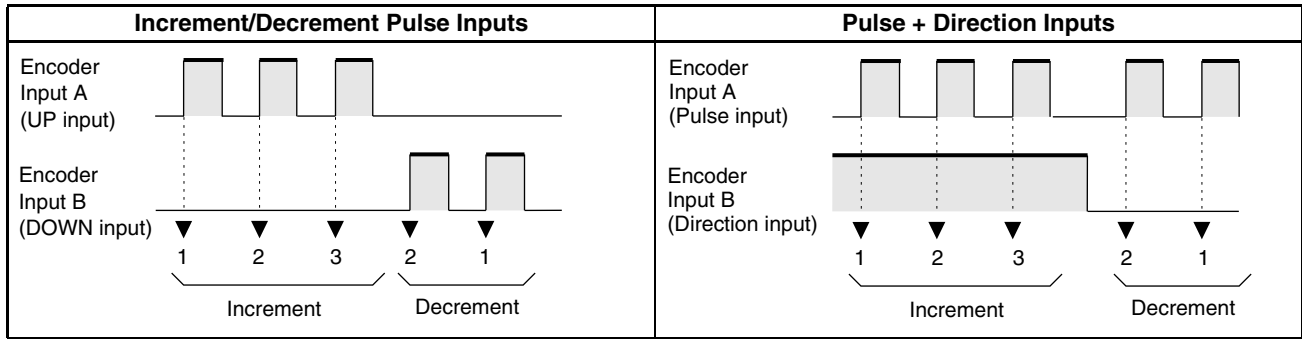 Increment/Decrement Pulse Inputs
Encoder
Input A
(UP input)
Encoder
Input B
(DOWN input)
1 2 3 2 1
Increment Decrement
Pulse + Direction Inputs
Encoder
Input A
(Pulse input)
Encoder
Input B
(Direction input)
1 2 3 2 1
Increment Decrement